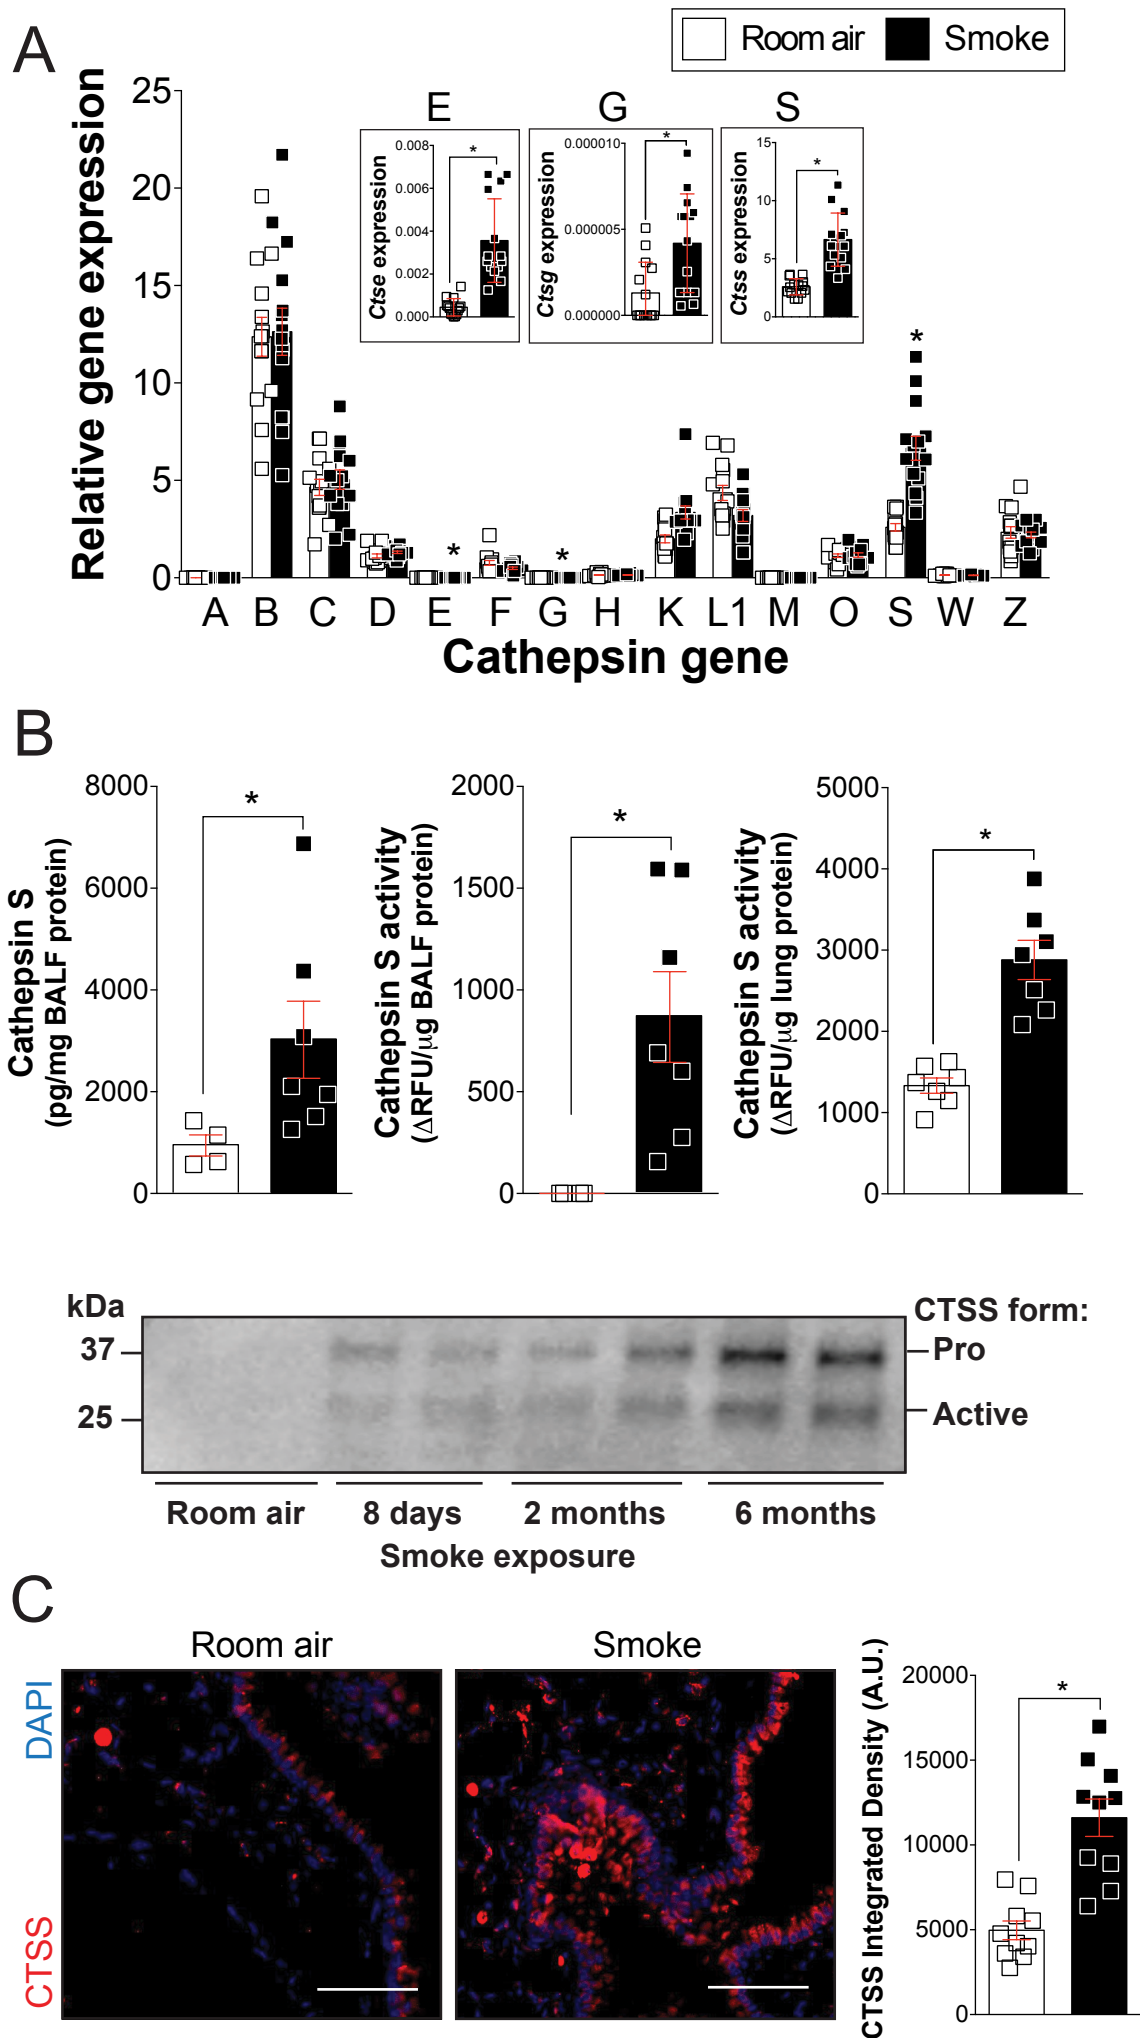 A
Room air
Smoke
Relative gene expression
25
20
15
10
5
0
E
Ctse expression
0.008
0.006
0.004
0.002
0.000
*
G
Ctsg expression
0.000010
0.000005
0.000000
*
S
Ctss expression
15
10
5
0
*
*
*
*
A B C D E F G H K L1 M O S W Z
Cathepsin gene
B
Cathepsin S
(pg/mg BALF protein)
8000
6000
4000
2000
0
*
Cathepsin S activity
(ΔRFU/μg BALF protein)
2000
1500
1000
500
0
*
Cathepsin S activity
(ΔRFU/μg lung protein)
5000
4000
3000
2000
1000
0
*
kDa
37
25
CTSS form:
Pro
Active
Room air
8 days
2 months
6 months
Smoke exposure
C
Room air
Smoke
DAPI
CTSS
CTSS Integrated Density (A.U.)
20000
15000
10000
5000
0
*